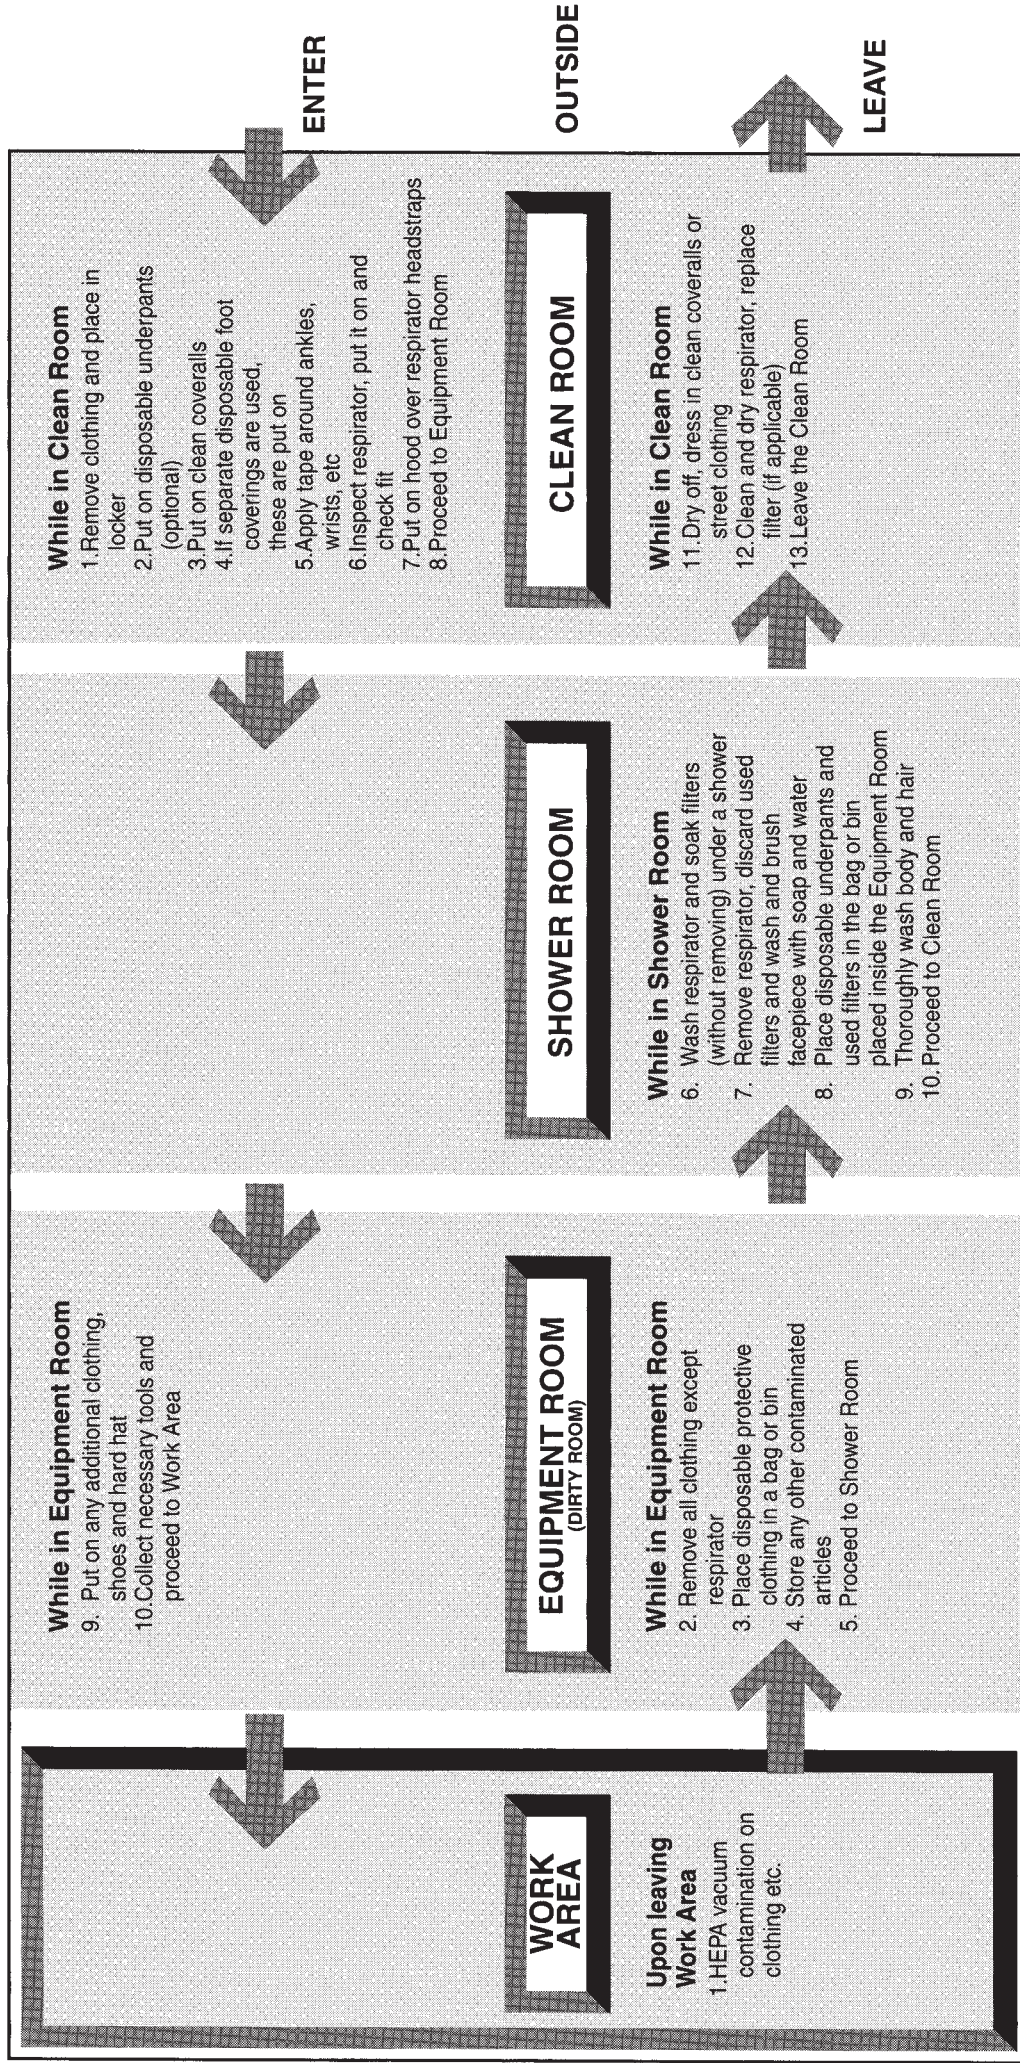 While in Equipment Room
9. Put on any additional clothing,
shoes and hard hat
10.Collect necessary tools and
proceed to Work Area
While in Clean Room
1.Remove clothing and place in
locker
2.Put on disposable underpants
(optional)
3.Put on clean coveralls
4.If separate disposable foot
coverings are used,
these are put on
5.Apply tape around ankles,
wrists, etc
6.Inspect respirator, put it on and
check fit
7.Put on hood over respirator headstraps
8.Proceed to Equipment Room
ENTER
WORK
AREA
EQUIPMENT ROOM
(DIRTY ROOM)
SHOWER ROOM
CLEAN ROOM
OUTSIDE
Upon leaving
Work Area
1.HEPA vacuum
contamination on
clothing etc.
While in Equipment Room
2. Remove all clothing except
respirator
3. Place disposable protective
clothing in a bag or bin
4. Store any other contaminated
articles
5. Proceed to Shower Room
While in Shower Room
6. Wash respirator and soak filters
(without removing) under a shower
7. Remove respirator, discard used
filters and wash and brush
facepiece with soap and water
8. Place disposable underpants and
used filters in the bag or bin
placed inside the Equipment Room
9. Thoroughly wash body and hair
10. Proceed to Clean Room
While in Clean Room
11.Dry off, dress in clean coveralls or
street clothing
12.Clean and dry respirator, replace
filter (if applicable)
13.Leave the Clean Room
LEAVE